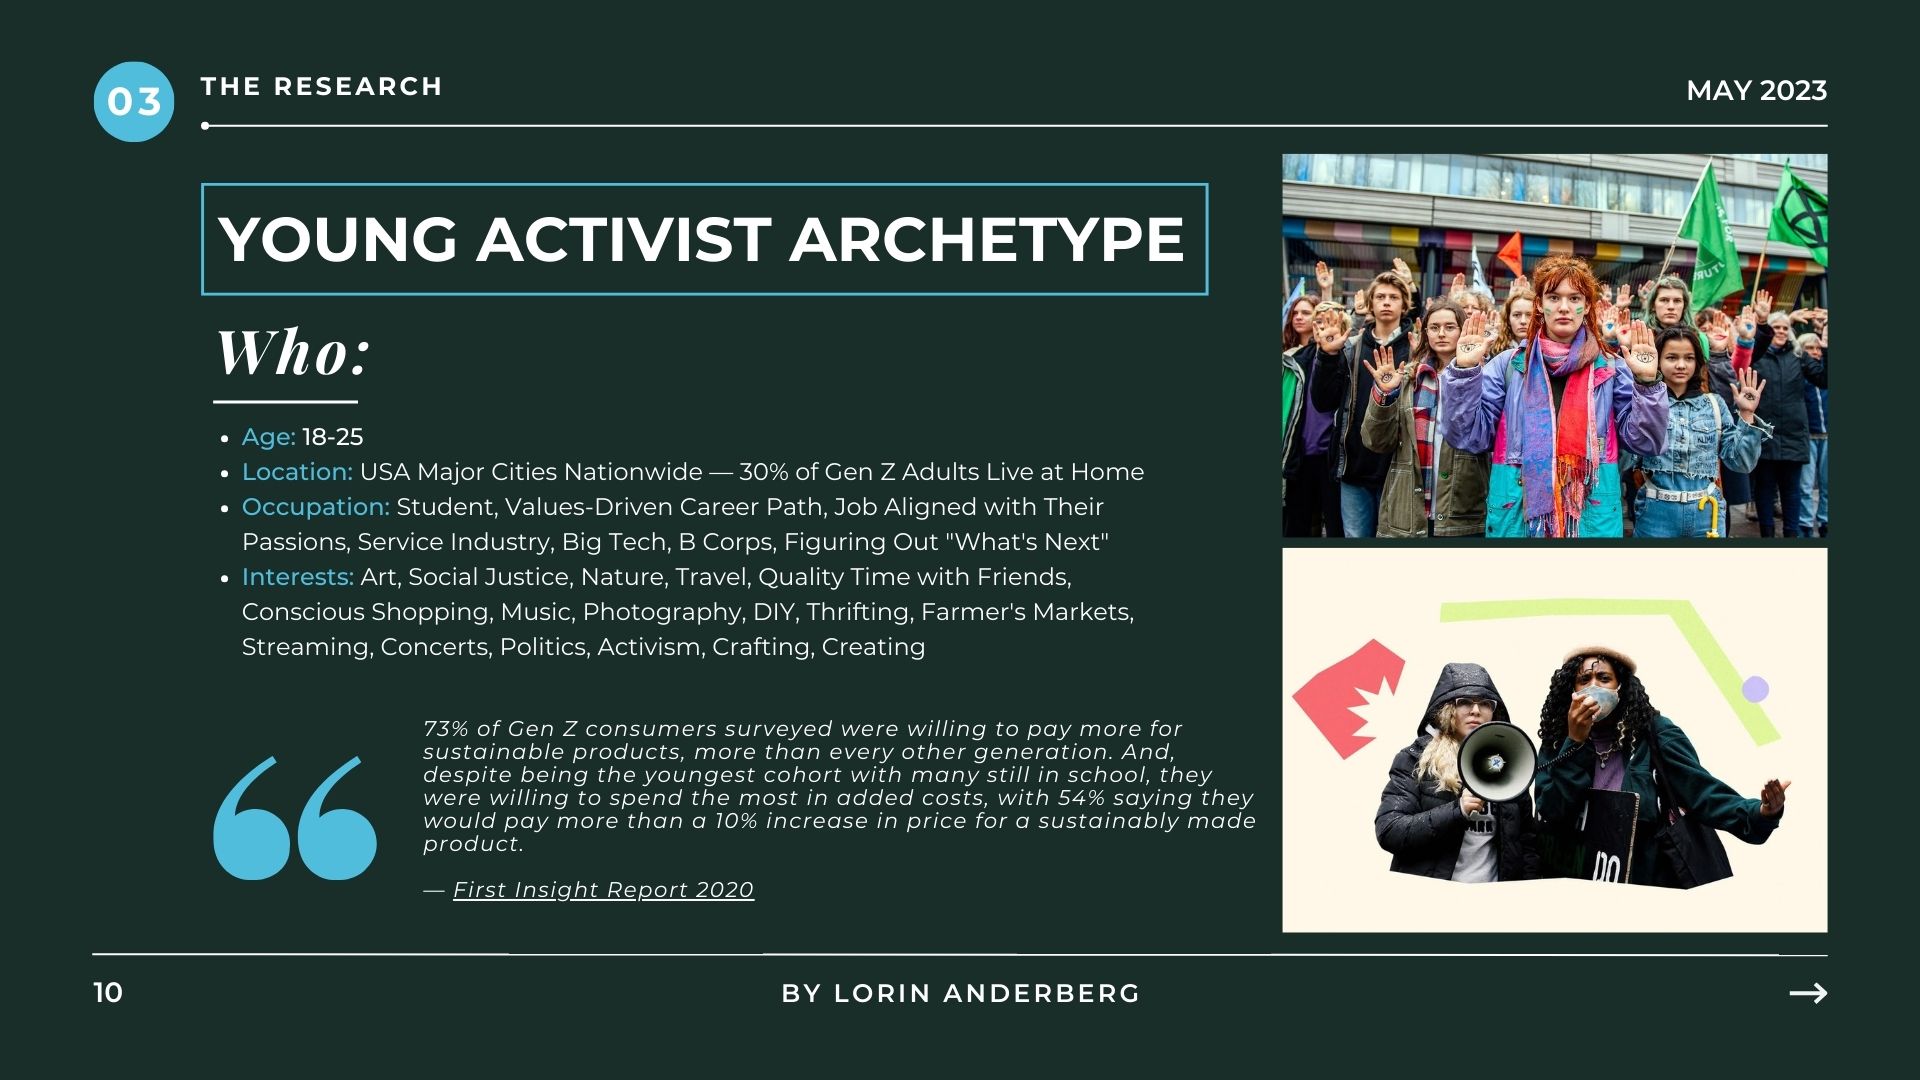 03
THE RESEARCH
MAY 2023
YOUNG ACTIVIST ARCHETYPE
Who:
• Age: 18-25
• Location: USA Major Cities Nationwide — 30% of Gen Z Adults Live at Home
• Occupation: Student, Values-Driven Career Path, Job Aligned with Their
Passions, Service Industry, Big Tech, B Corps, Figuring Out "What's Next"
• Interests: Art, Social Justice, Nature, Travel, Quality Time with Friends,
Conscious Shopping, Music, Photography, DIY, Thrifting, Farmer's Markets,
Streaming, Concerts, Politics, Activism, Crafting, Creating
73% of Gen Z consumers surveyed were willing to pay more for
sustainable products, more than every other generation. And,
despite being the youngest cohort with many still in school, they
were willing to spend the most in added costs, with 54% saying they
would pay more than a 10% increase in price for a sustainably made
product.
— First Insight Report 2020
10
BY LORIN ANDERBERG